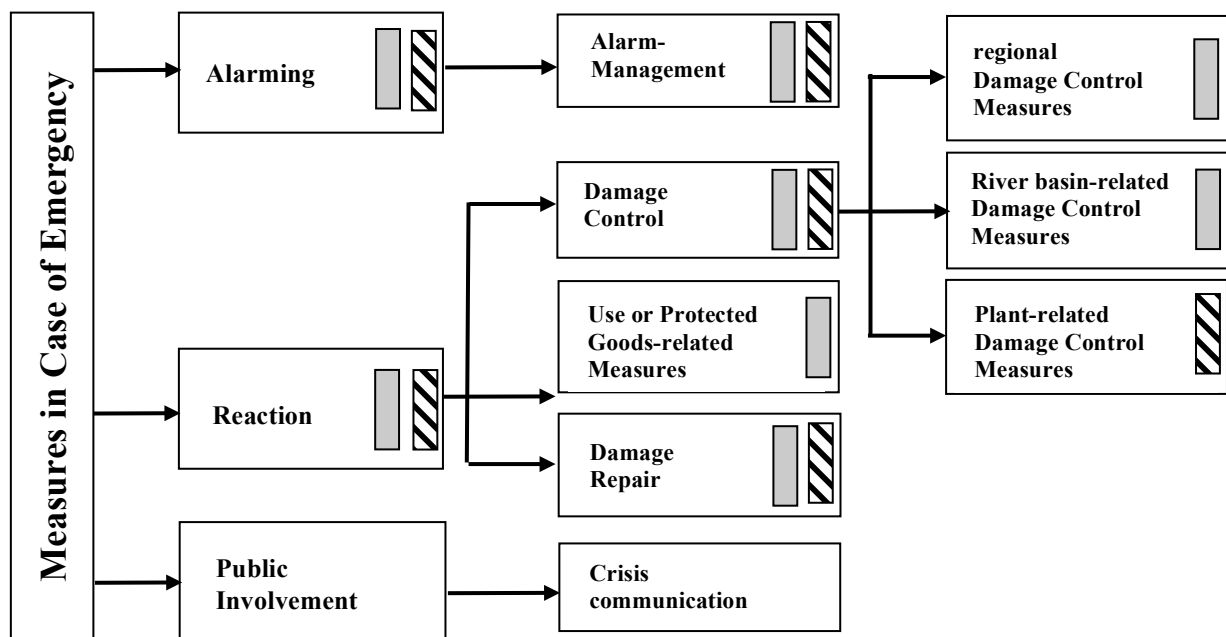 Measures in Case of Emergency
Alarming
Alarm-
Management
regional
Damage Control
Measures
Damage
Control
River basin-related
Damage Control
Measures
Use or Protected
Goods-related
Measures
Plant-related
Damage Control
Measures
Reaction
Damage
Repair
Public
Involvement
Crisis
communication